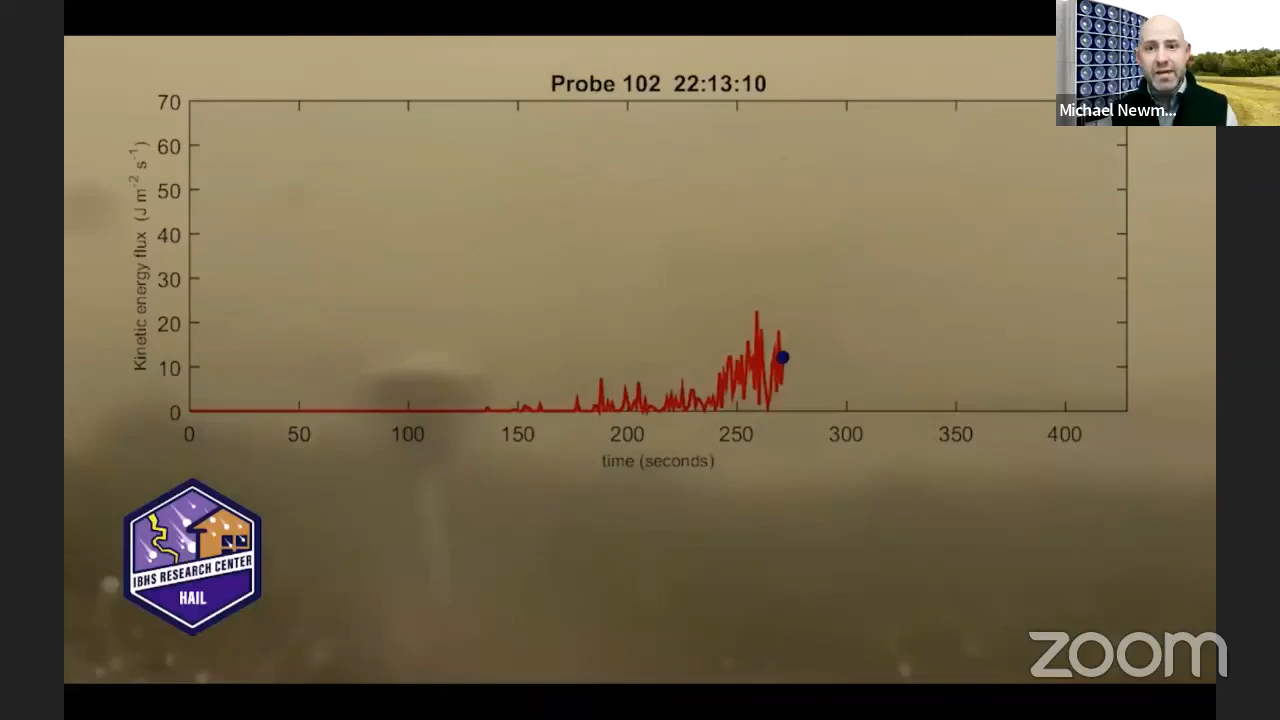 Probe 102 22:13:10
Michael Newm...
70
60
50
40
30
20
10
0
Kinetic energy flux (J m-2 s-1)
0 50 100 150 200 250 300 350 400
time (seconds)
IBHS RESEARCH CENTER
HAIL
zoom